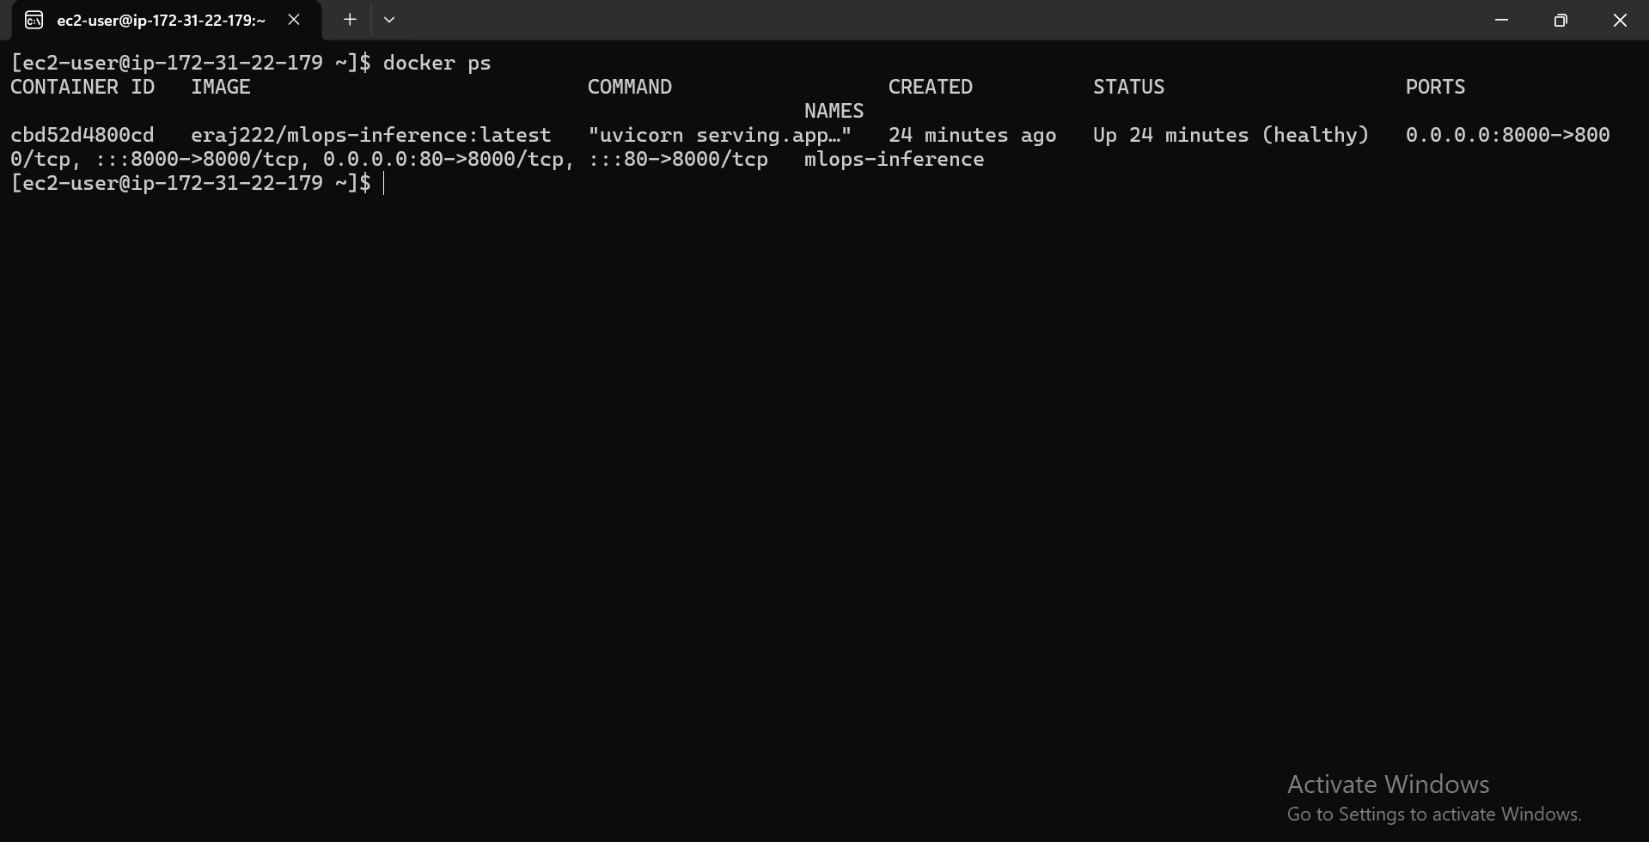 ec2-user@ip-172-31-22-179:~
[ec2-user@ip-172-31-22-179 ~]$ docker ps
CONTAINER ID   IMAGE                            COMMAND                  CREATED          STATUS                    PORTS
                                                                  NAMES
cbd52d4800cd   eraj222/mlops-inference:latest   "uvicorn serving.app…"   24 minutes ago   Up 24 minutes (healthy)   0.0.0.0:8000->800
0/tcp, :::8000->8000/tcp, 0.0.0.0:80->8000/tcp, :::80->8000/tcp   mlops-inference
[ec2-user@ip-172-31-22-179 ~]$
Activate Windows
Go to Settings to activate Windows.